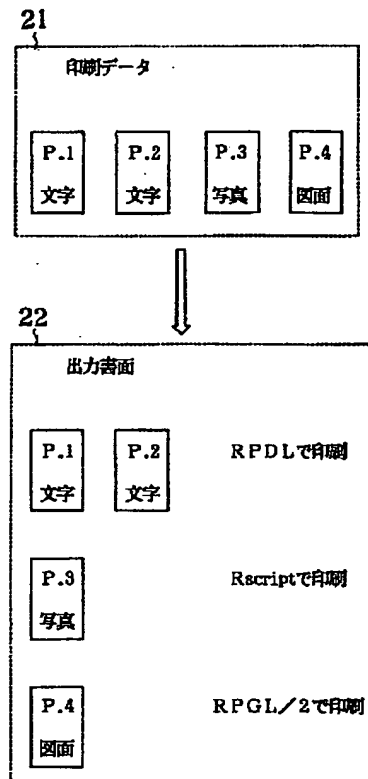 21
印刷データ
P.1 P.2 P.3 P.4
文字 文字 写真 図面
22
出力書面
P.1 P.2 RPDLで印刷
文字 文字
P.3 Rscriptで印刷
写真
P.4 RPGL/2で印刷
図面